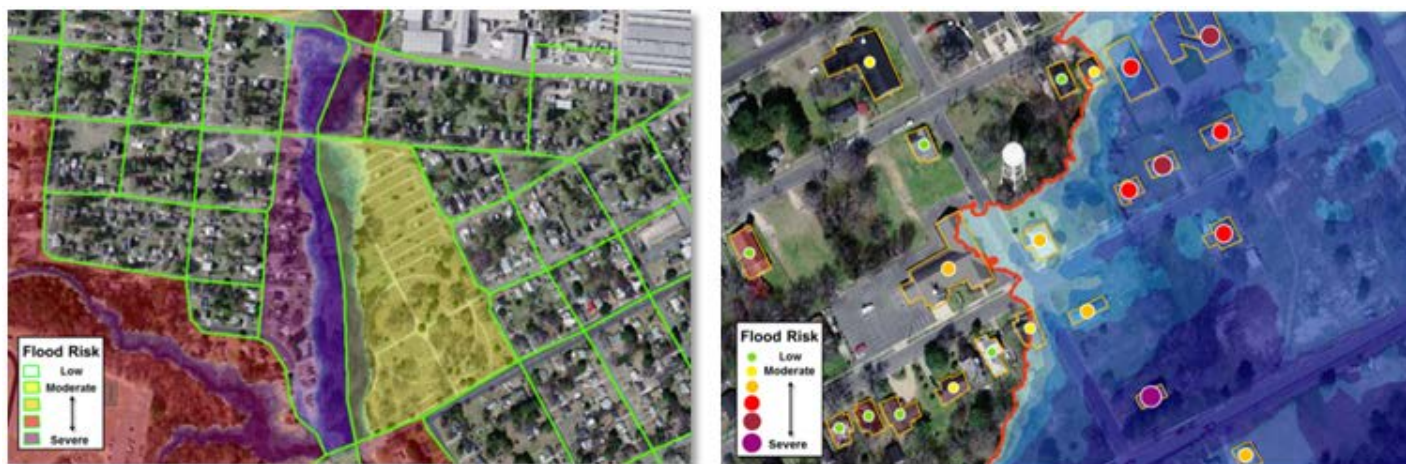 Flood Risk
Low
Moderate
Severe
Flood Risk
Low
Moderate
Severe